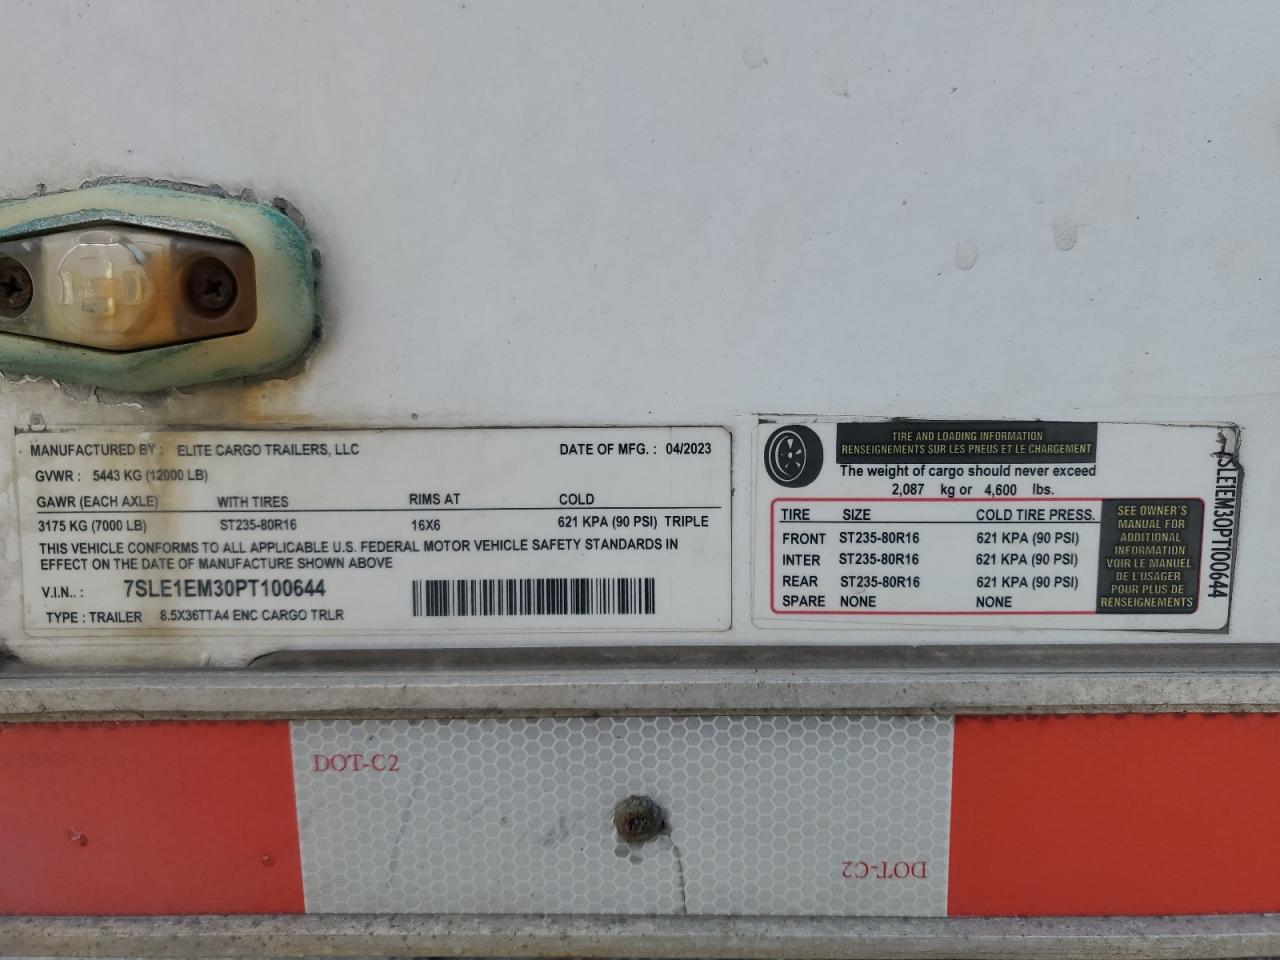 MANUFACTURED BY : ELITE CARGO TRAILERS, LLC DATE OF MFG. : 04/2023
GVWR : 5443 KG (12000 LB)
GAWR (EACH AXLE) WITH TIRES RIMS AT COLD
3175 KG (7000 LB) ST235-80R16 16X6 621 KPA (90 PSI) TRIPLE
THIS VEHICLE CONFORMS TO ALL APPLICABLE U.S. FEDERAL MOTOR VEHICLE SAFETY STANDARDS IN
EFFECT ON THE DATE OF MANUFACTURE SHOWN ABOVE
V.I.N.. : 7SLE1EM30PT100644
TYPE : TRAILER 8.5X36TTA4 ENC CARGO TRLR
TIRE AND LOADING INFORMATION
RENSEIGNEMENTS SUR LES PNEUS ET LE CHARGEMENT
The weight of cargo should never exceed
2,087 kg or 4,600 lbs.
TIRE SIZE COLD TIRE PRESS.
FRONT ST235-80R16 621 KPA (90 PSI)
INTER ST235-80R16 621 KPA (90 PSI)
REAR ST235-80R16 621 KPA (90 PSI)
SPARE NONE NONE
SEE OWNER'S
MANUAL FOR
ADDITIONAL
INFORMATION
VOIR LE MANUEL
DE L'USAGER
POUR PLUS DE
RENSEIGNEMENTS
7SLE1EM30PT100644
DOT-C2
DOT-C2